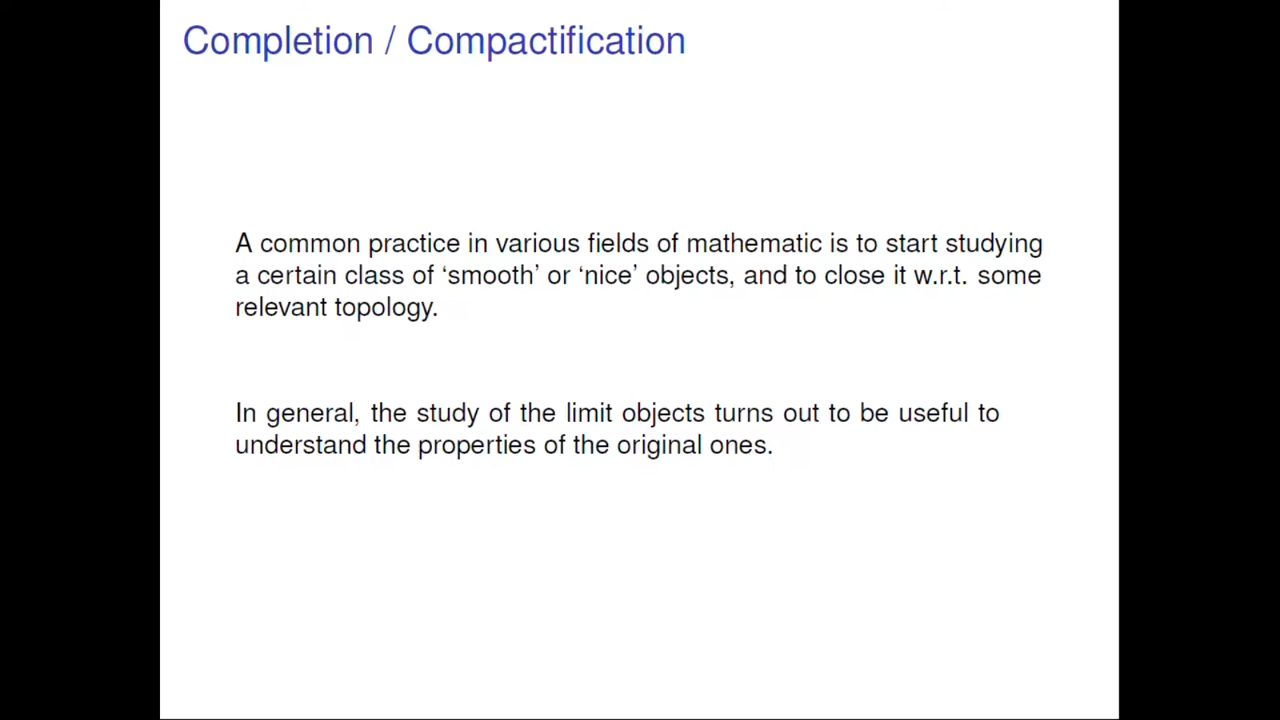 Completion / Compactification
A common practice in various fields of mathematic is to start studying
a certain class of ‘smooth’ or ‘nice’ objects, and to close it w.r.t. some
relevant topology.
In general, the study of the limit objects turns out to be useful to
understand the properties of the original ones.